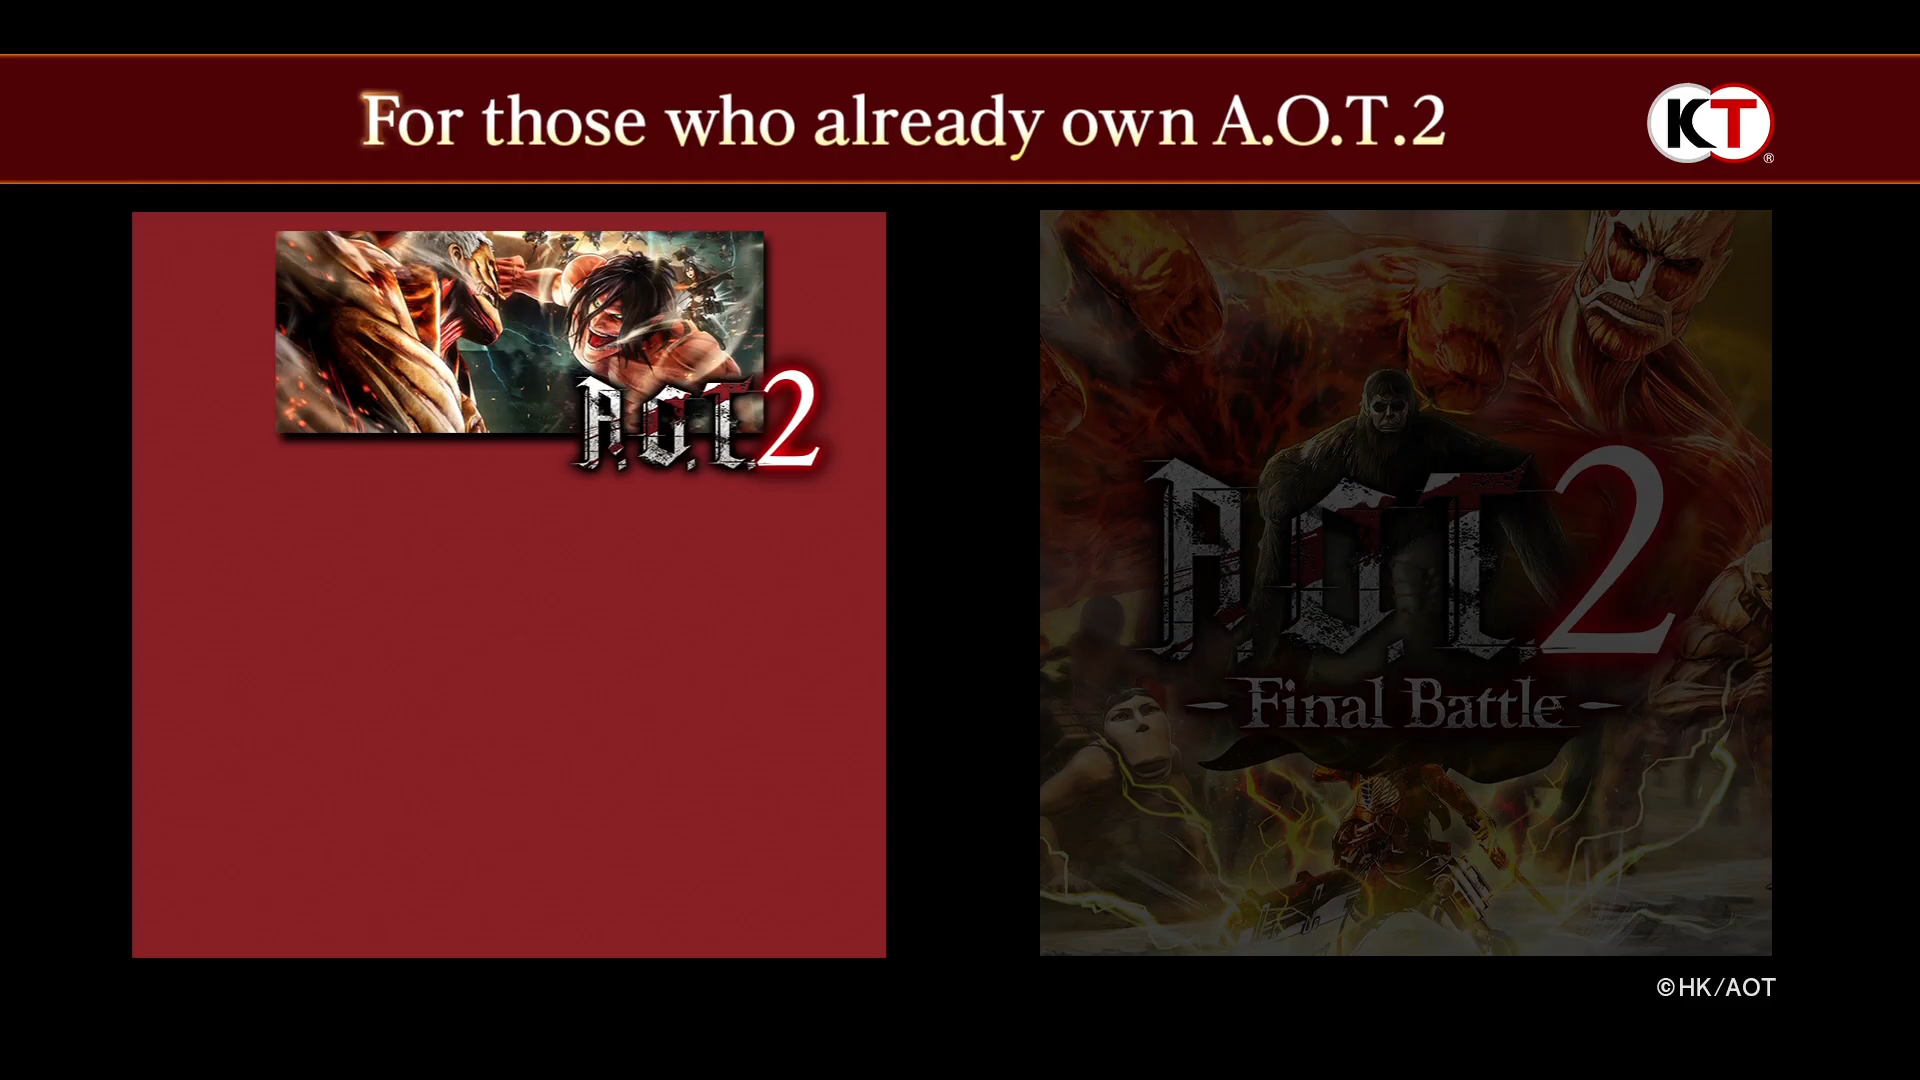 For those who already own A.O.T.2
KT
®
A.O.T.2
A.O.T.2
- Final Battle -
©HK/AOT